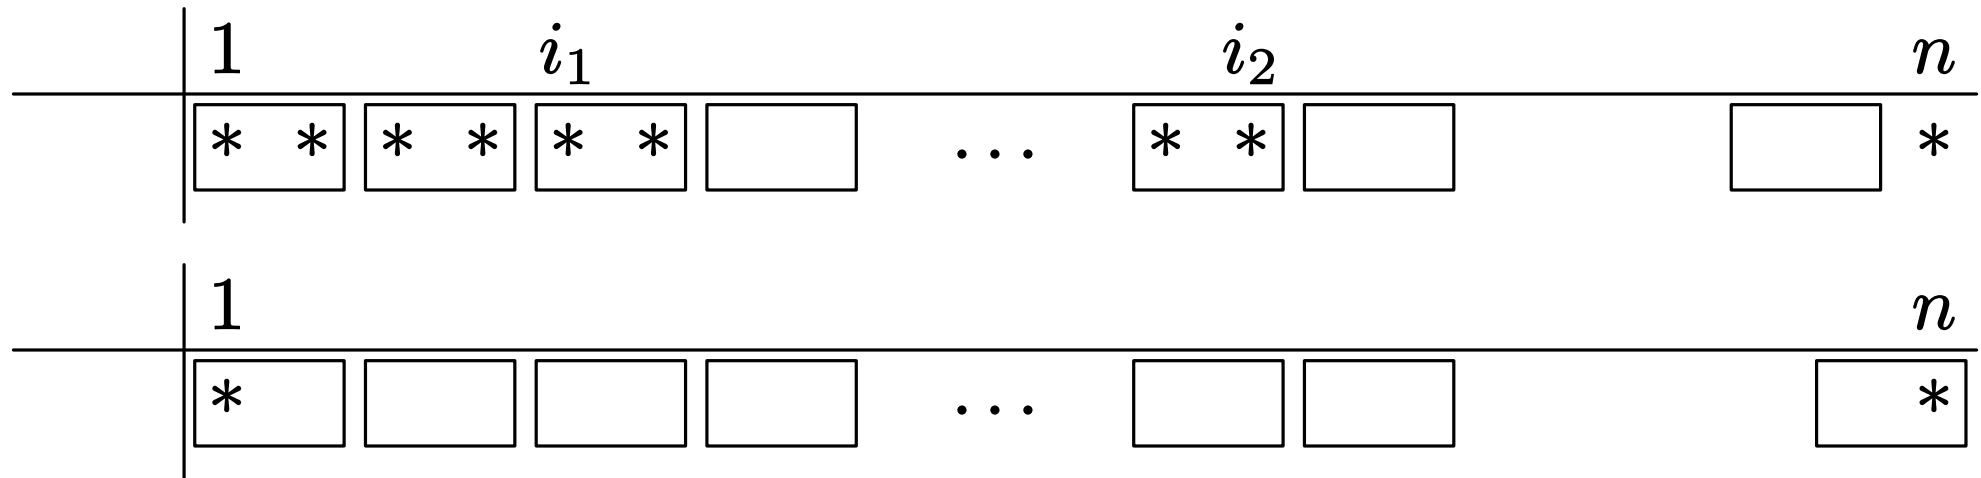 1 i₁ i₂ n
* * * * * * ⋯ * * *
1 n
* ⋯ *